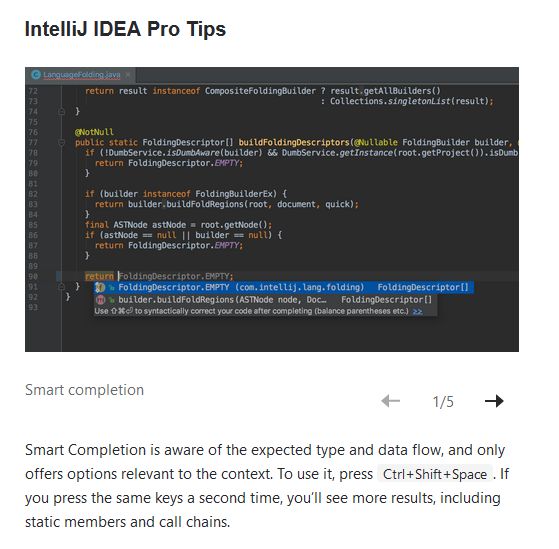 IntelliJ IDEA Pro Tips
LanguageFolding.java ×
72 return result instanceof CompositeFoldingBuilder ? result.getAllBuilders()
73 : Collections.singletonList(result);
74 }
75
76 @NotNull
77 public static FoldingDescriptor[] buildFoldingDescriptors(@Nullable FoldingBuilder builder,
78 if (!DumbService.isDumbAware(builder) && DumbService.getInstance(root.getProject()).isDumb
79 return FoldingDescriptor.EMPTY;
80 }
81
82 if (builder instanceof FoldingBuilderEx) {
83 return builder.buildFoldRegions(root, document, quick);
84 }
85 final ASTNode astNode = root.getNode();
86 if (astNode == null || builder == null) {
87 return FoldingDescriptor.EMPTY;
88 }
89
90 return FoldingDescriptor.EMPTY;
91 }
92 }
93
FoldingDescriptor.EMPTY (com.intellij.lang.folding) FoldingDescriptor[]
builder.buildFoldRegions(ASTNode node, Doc… FoldingDescriptor[]
Use ⇧⌘⏎ to syntactically correct your code after completing (balance parentheses etc.) >>
Smart completion
← 1/5 →
Smart Completion is aware of the expected type and data flow, and only
offers options relevant to the context. To use it, press Ctrl+Shift+Space . If
you press the same keys a second time, you’ll see more results, including
static members and call chains.